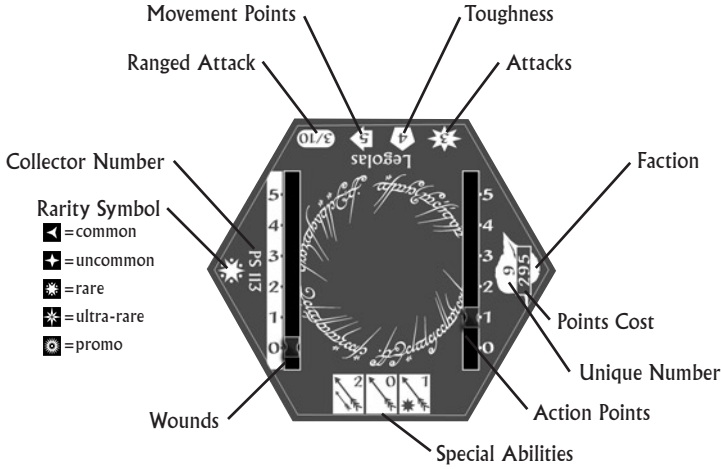 Movement Points
Toughness
Ranged Attack
Attacks
3/10
5
4
3
Legolas
Collector Number
Faction
Rarity Symbol
=common
=uncommon
=rare
=ultra-rare
=promo
PS 113
5
4
3
2
1
0
5
4
3
2
1
0
9
295
Points Cost
Unique Number
Wounds
2
0
1
Action Points
Special Abilities